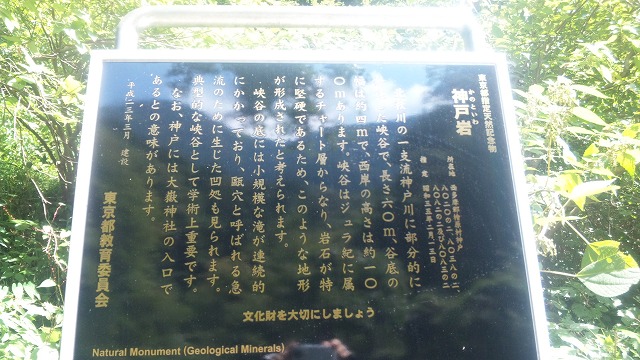 東京都指定天然記念物
神戸岩
かのといわ
所在地 西多摩郡檜原村神戸
指定 昭和三五年二月一三日
川の一支流神戸川に部分的に
た峡谷で、長さ六〇m、谷底の
幅は約四mで、両岸の高さは約一〇
〇mあります。峡谷はジュラ紀に属
するチャート層からなり、岩石が特
に堅硬であるため、このような地形
が形成されたと考えられます。
峡谷の底には小規模な滝が連続的
にかかっており、甌穴と呼ばれる急
流のために生じた凹処も見られます。
典型的な峡谷として学術上重要です。
なお、神戸には大嶽神社の入口で
あるとの意味があります。
平成二三年三月 建設
東京都教育委員会
文化財を大切にしましょう
Natural Monument (Geological Minerals)